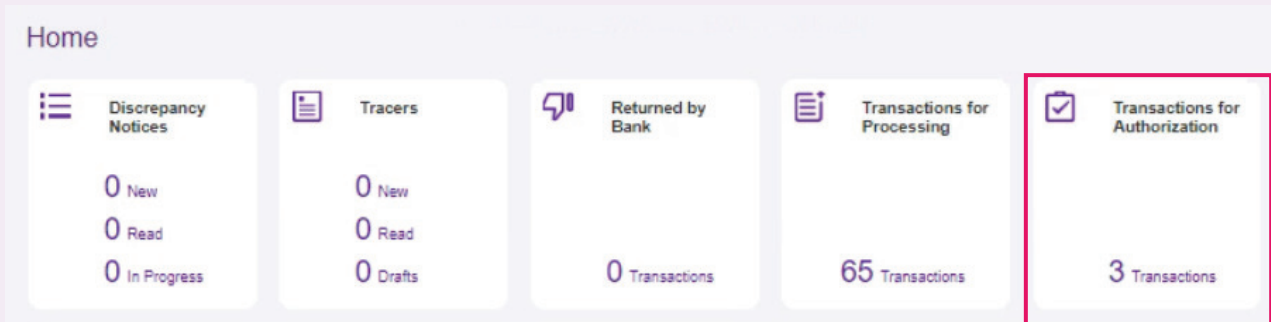 Home
Discrepancy
Notices
0 New
0 Read
0 In Progress
Tracers
0 New
0 Read
0 Drafts
Returned by
Bank
0 Transactions
Transactions for
Processing
65 Transactions
Transactions for
Authorization
3 Transactions